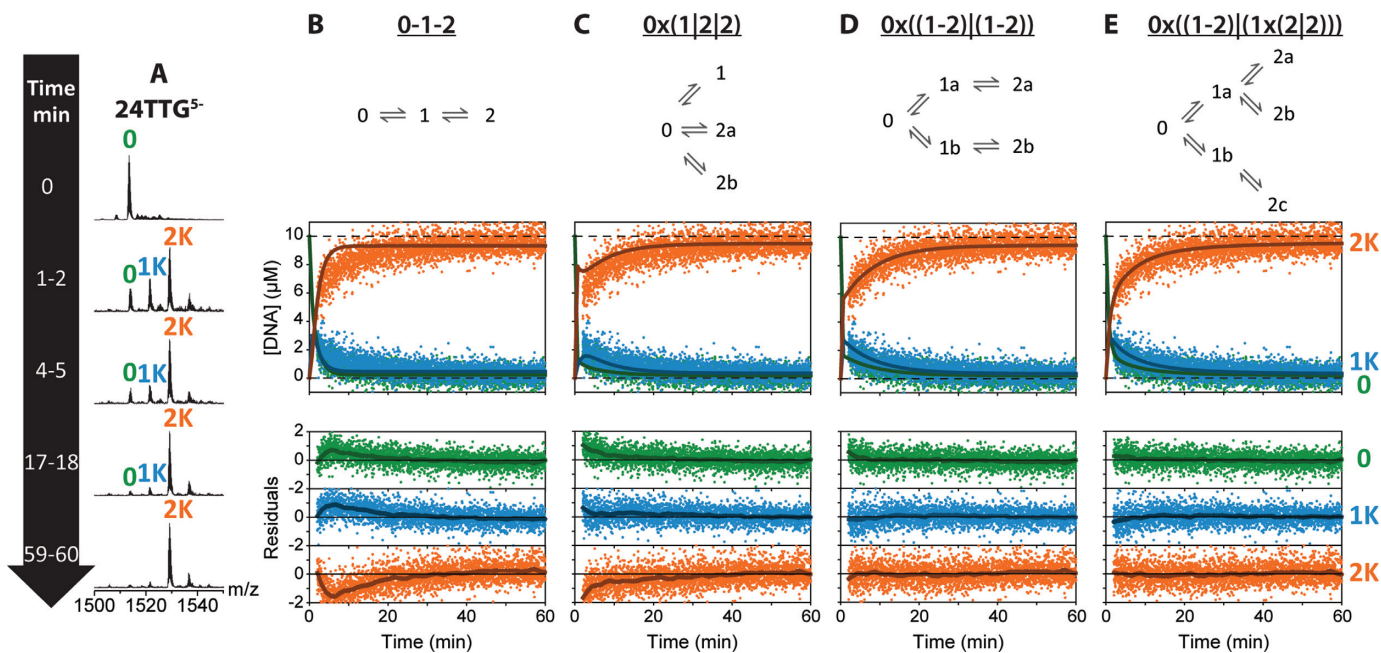 Time
min
0
1-2
4-5
17-18
59-60
A
24TTG5-
0
0
1K
2K
0
1K
2K
0
1K
2K
2K
1500
1520
1540
m/z
B
0-1-2
0 ⇌ 1 ⇌ 2
C
0x(1|2|2)
1
0 ⇌ 2a
2b
D
0x((1-2)|(1-2))
1a ⇌ 2a
0
1b ⇌ 2b
E
0x((1-2)|(1x(2|2)))
2a
1a
2b
0
1b
2c
[DNA] (µM)
10
8
6
4
2
0
2K
1K
0
Residuals
2
0
-2
0
-2
2
0
-2
0
1K
2K
0 20 40 60
0 20 40 60
0 20 40 60
0 20 40 60
Time (min)
Time (min)
Time (min)
Time (min)